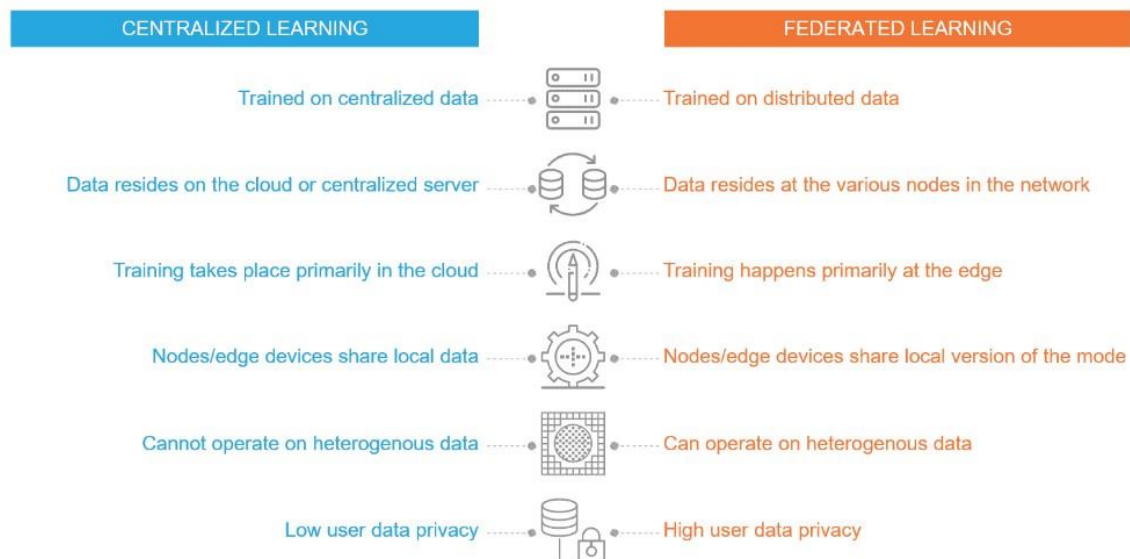 CENTRALIZED LEARNING
FEDERATED LEARNING
Trained on centralized data
Trained on distributed data
Data resides on the cloud or centralized server
Data resides at the various nodes in the network
Training takes place primarily in the cloud
Training happens primarily at the edge
Nodes/edge devices share local data
Nodes/edge devices share local version of the mode
Cannot operate on heterogenous data
Can operate on heterogenous data
Low user data privacy
High user data privacy